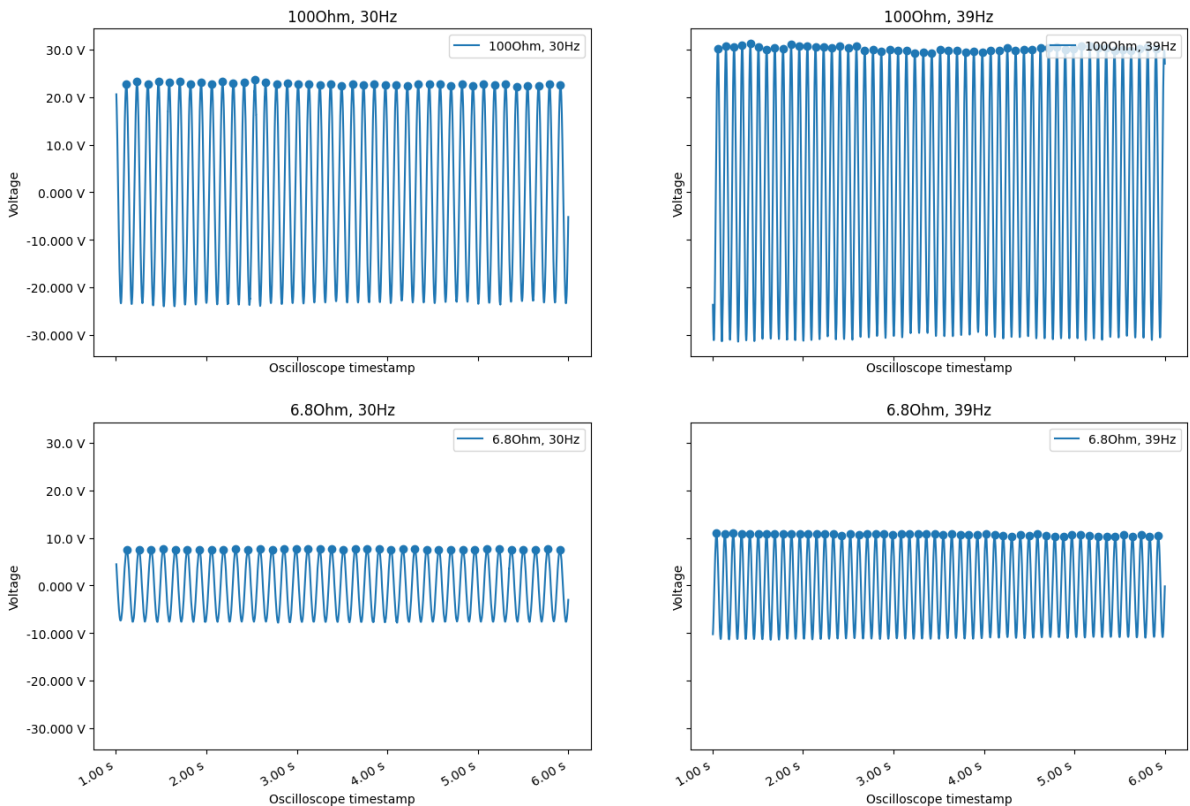 100Ohm, 30Hz
100Ohm, 30Hz
30.0 V
20.0 V
10.0 V
0.000 V
-10.000 V
-20.000 V
-30.000 V
Voltage
Oscilloscope timestamp
100Ohm, 39Hz
100Ohm, 39Hz
Voltage
Oscilloscope timestamp
6.8Ohm, 30Hz
6.8Ohm, 30Hz
30.0 V
20.0 V
10.0 V
0.000 V
-10.000 V
-20.000 V
-30.000 V
Voltage
1.00 s 2.00 s 3.00 s 4.00 s 5.00 s 6.00 s
Oscilloscope timestamp
6.8Ohm, 39Hz
6.8Ohm, 39Hz
Voltage
1.00 s 2.00 s 3.00 s 4.00 s 5.00 s 6.00 s
Oscilloscope timestamp